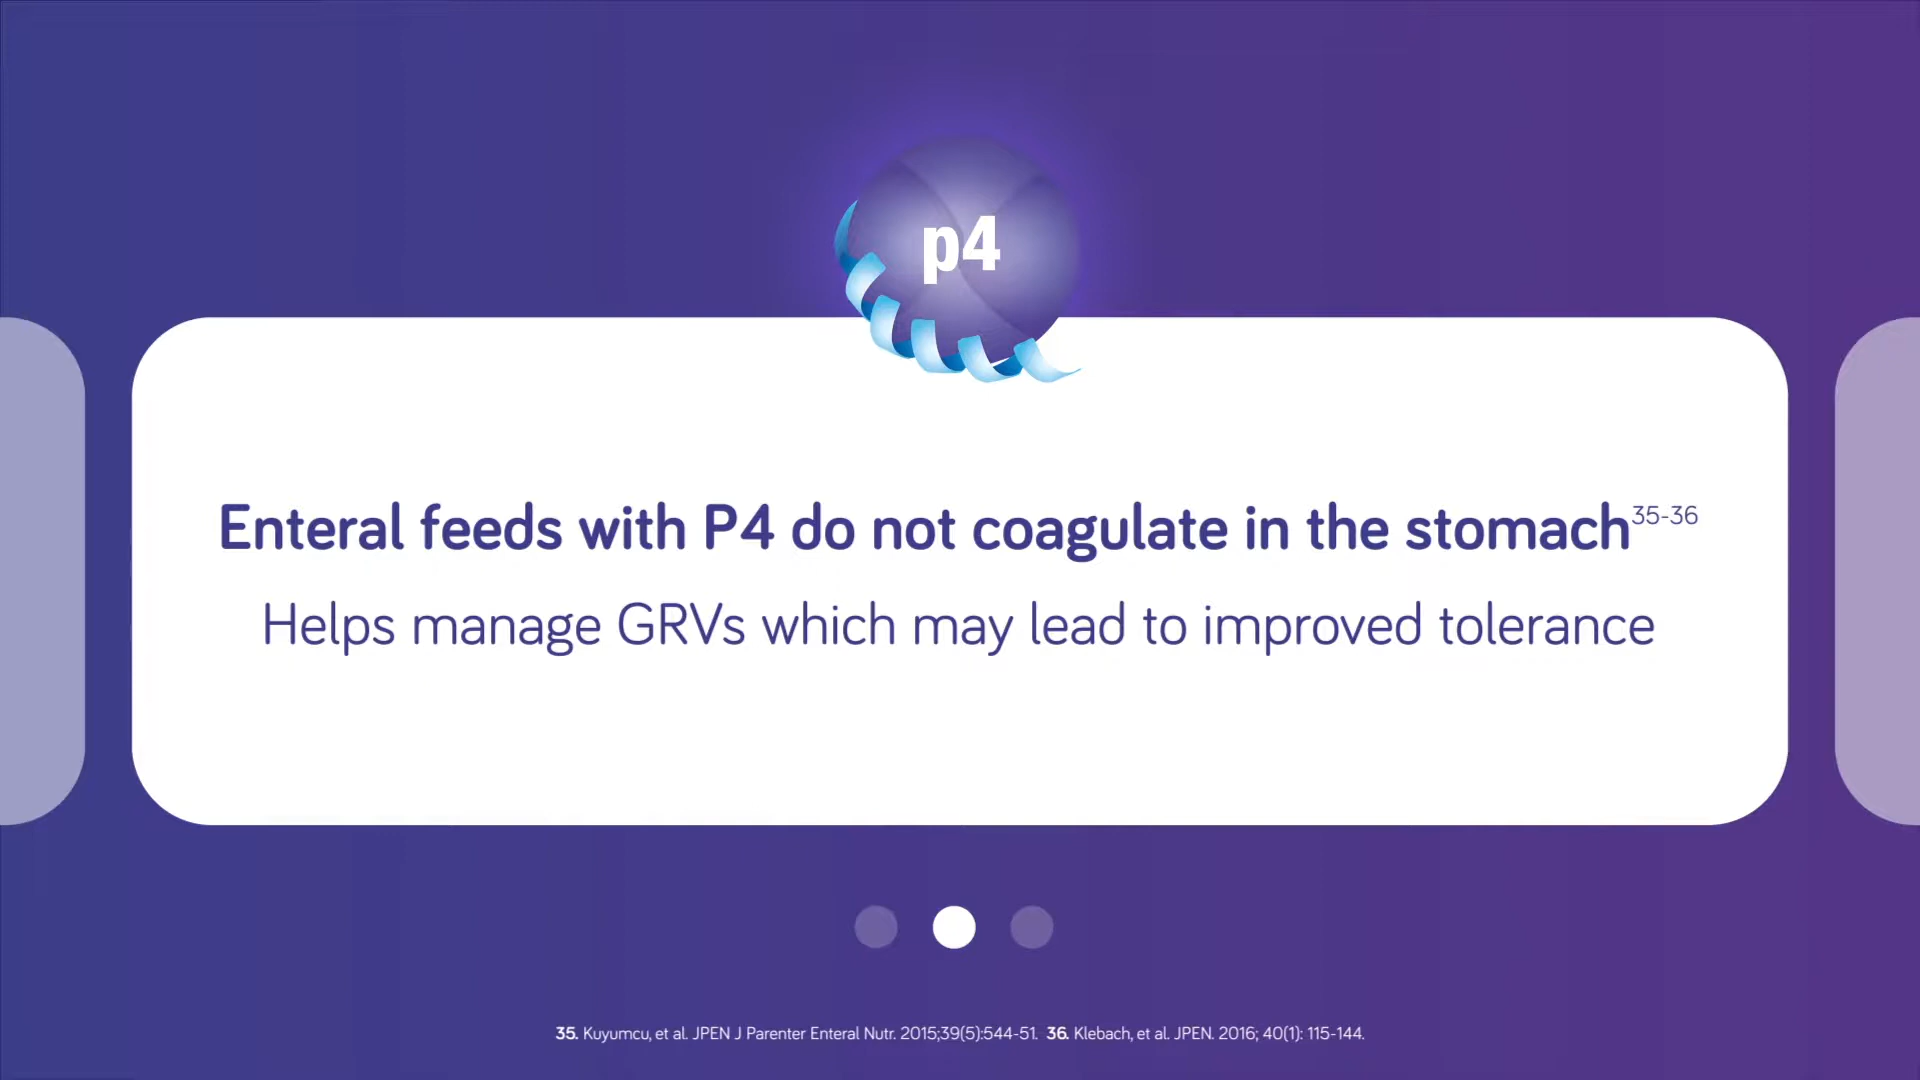 p4
Enteral feeds with P4 do not coagulate in the stomach35-36
Helps manage GRVs which may lead to improved tolerance
35. Kuyumcu, et al. JPEN J Parenter Enteral Nutr. 2015;39(5):544-51. 36. Klebach, et al. JPEN. 2016; 40(1): 115-144.